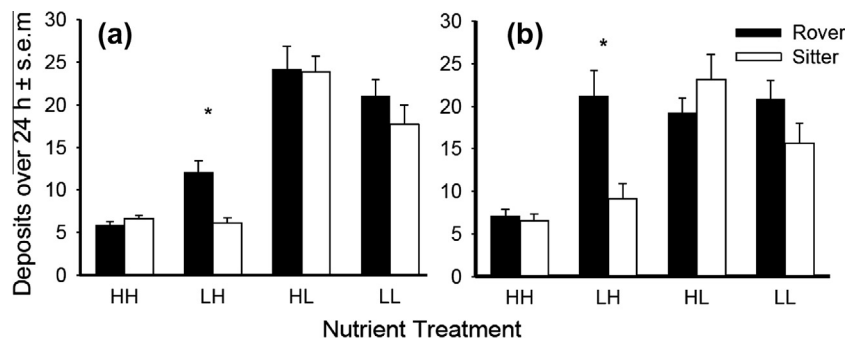 Deposits over 24 h ± s.e.m
30
25
20
15
10
5
0
(a)
*
HH
LH
HL
LL
30
25
20
15
10
5
0
(b)
*
Rover
Sitter
HH
LH
HL
LL
Nutrient Treatment